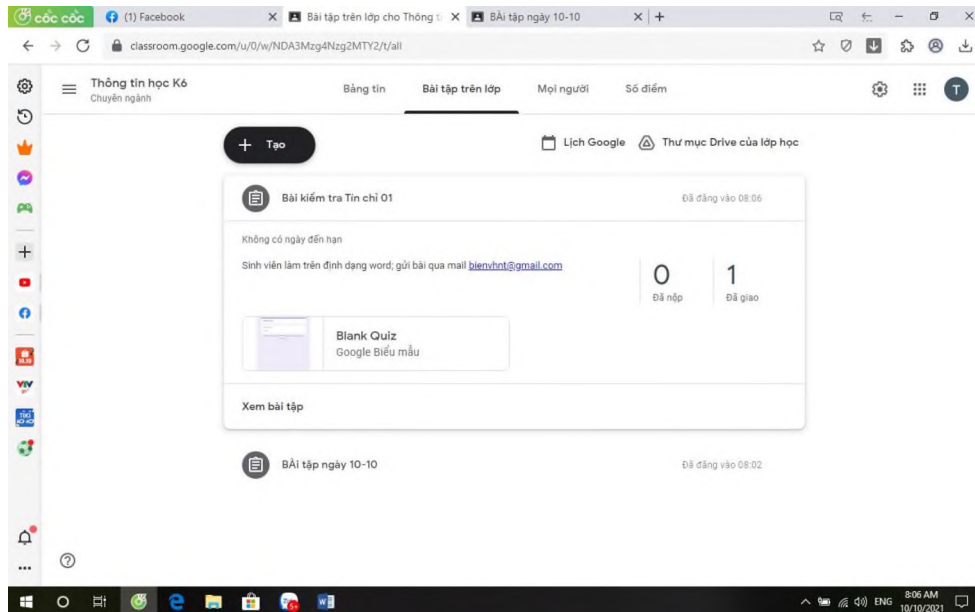 cốc cốc
(1) Facebook
Bài tập trên lớp cho Thông t
BÀi tập ngày 10-10
classroom.google.com/u/0/w/NDA3Mzg4Nzg2MTY2/t/all
Thông tin học K6
Chuyên ngành
Bảng tin
Bài tập trên lớp
Mọi người
Số điểm
T
Tạo
Lịch Google
Thư mục Drive của lớp học
Bài kiểm tra Tín chỉ 01
Đã đăng vào 08:06
Không có ngày đến hạn
Sinh viên làm trên định dạng word; gửi bài qua mail bienvhnt@gmail.com
0
Đã nộp
1
Đã giao
Blank Quiz
Google Biểu mẫu
Xem bài tập
BÀi tập ngày 10-10
Đã đăng vào 08:02
VTV
ENG
8:06 AM
10/10/2021